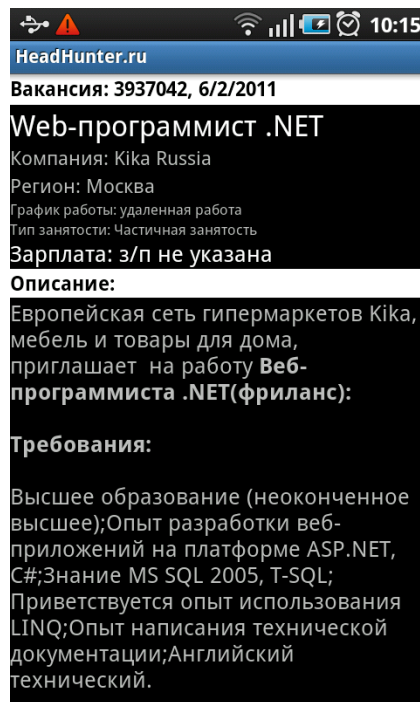 10:15
HeadHunter.ru
Вакансия: 3937042, 6/2/2011
Web-программист .NET
Компания: Kika Russia
Регион: Москва
График работы: удаленная работа
Тип занятости: Частичная занятость
Зарплата: з/п не указана
Описание:
Европейская сеть гипермаркетов Kika,
мебель и товары для дома,
приглашает на работу Веб-
программиста .NET(фриланс):
Требования:
Высшее образование (неоконченное
высшее);Опыт разработки веб-
приложений на платформе ASP.NET,
C#;Знание MS SQL 2005, T-SQL;
Приветствуется опыт использования
LINQ;Опыт написания технической
документации;Английский
технический.